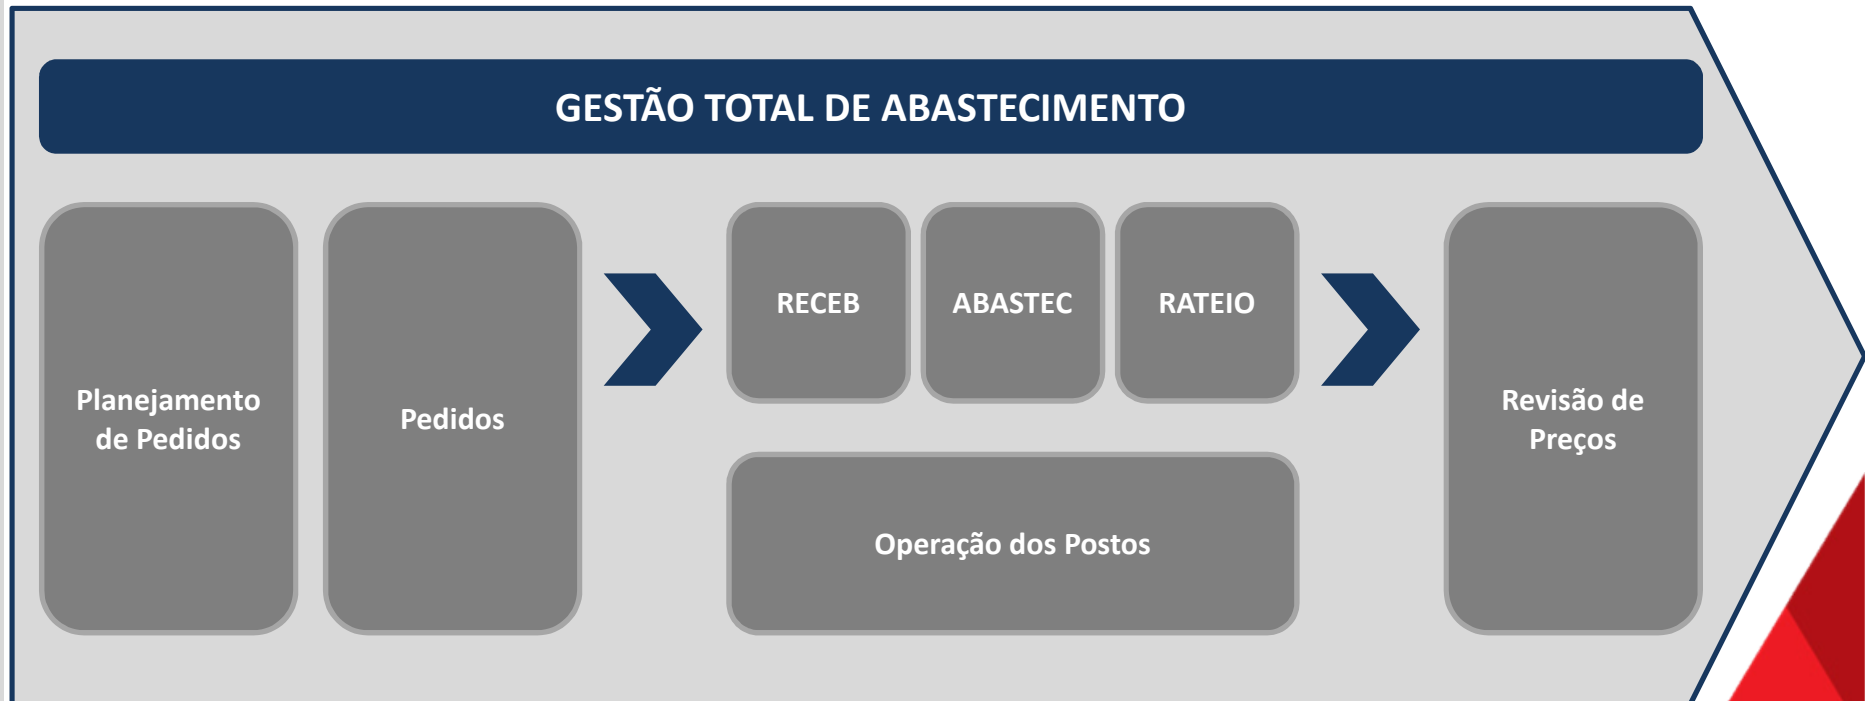 GESTÃO TOTAL DE ABASTECIMENTO
Planejamento
de Pedidos
Pedidos
RECEB
ABASTEC
RATEIO
Operação dos Postos
Revisão de
Preços